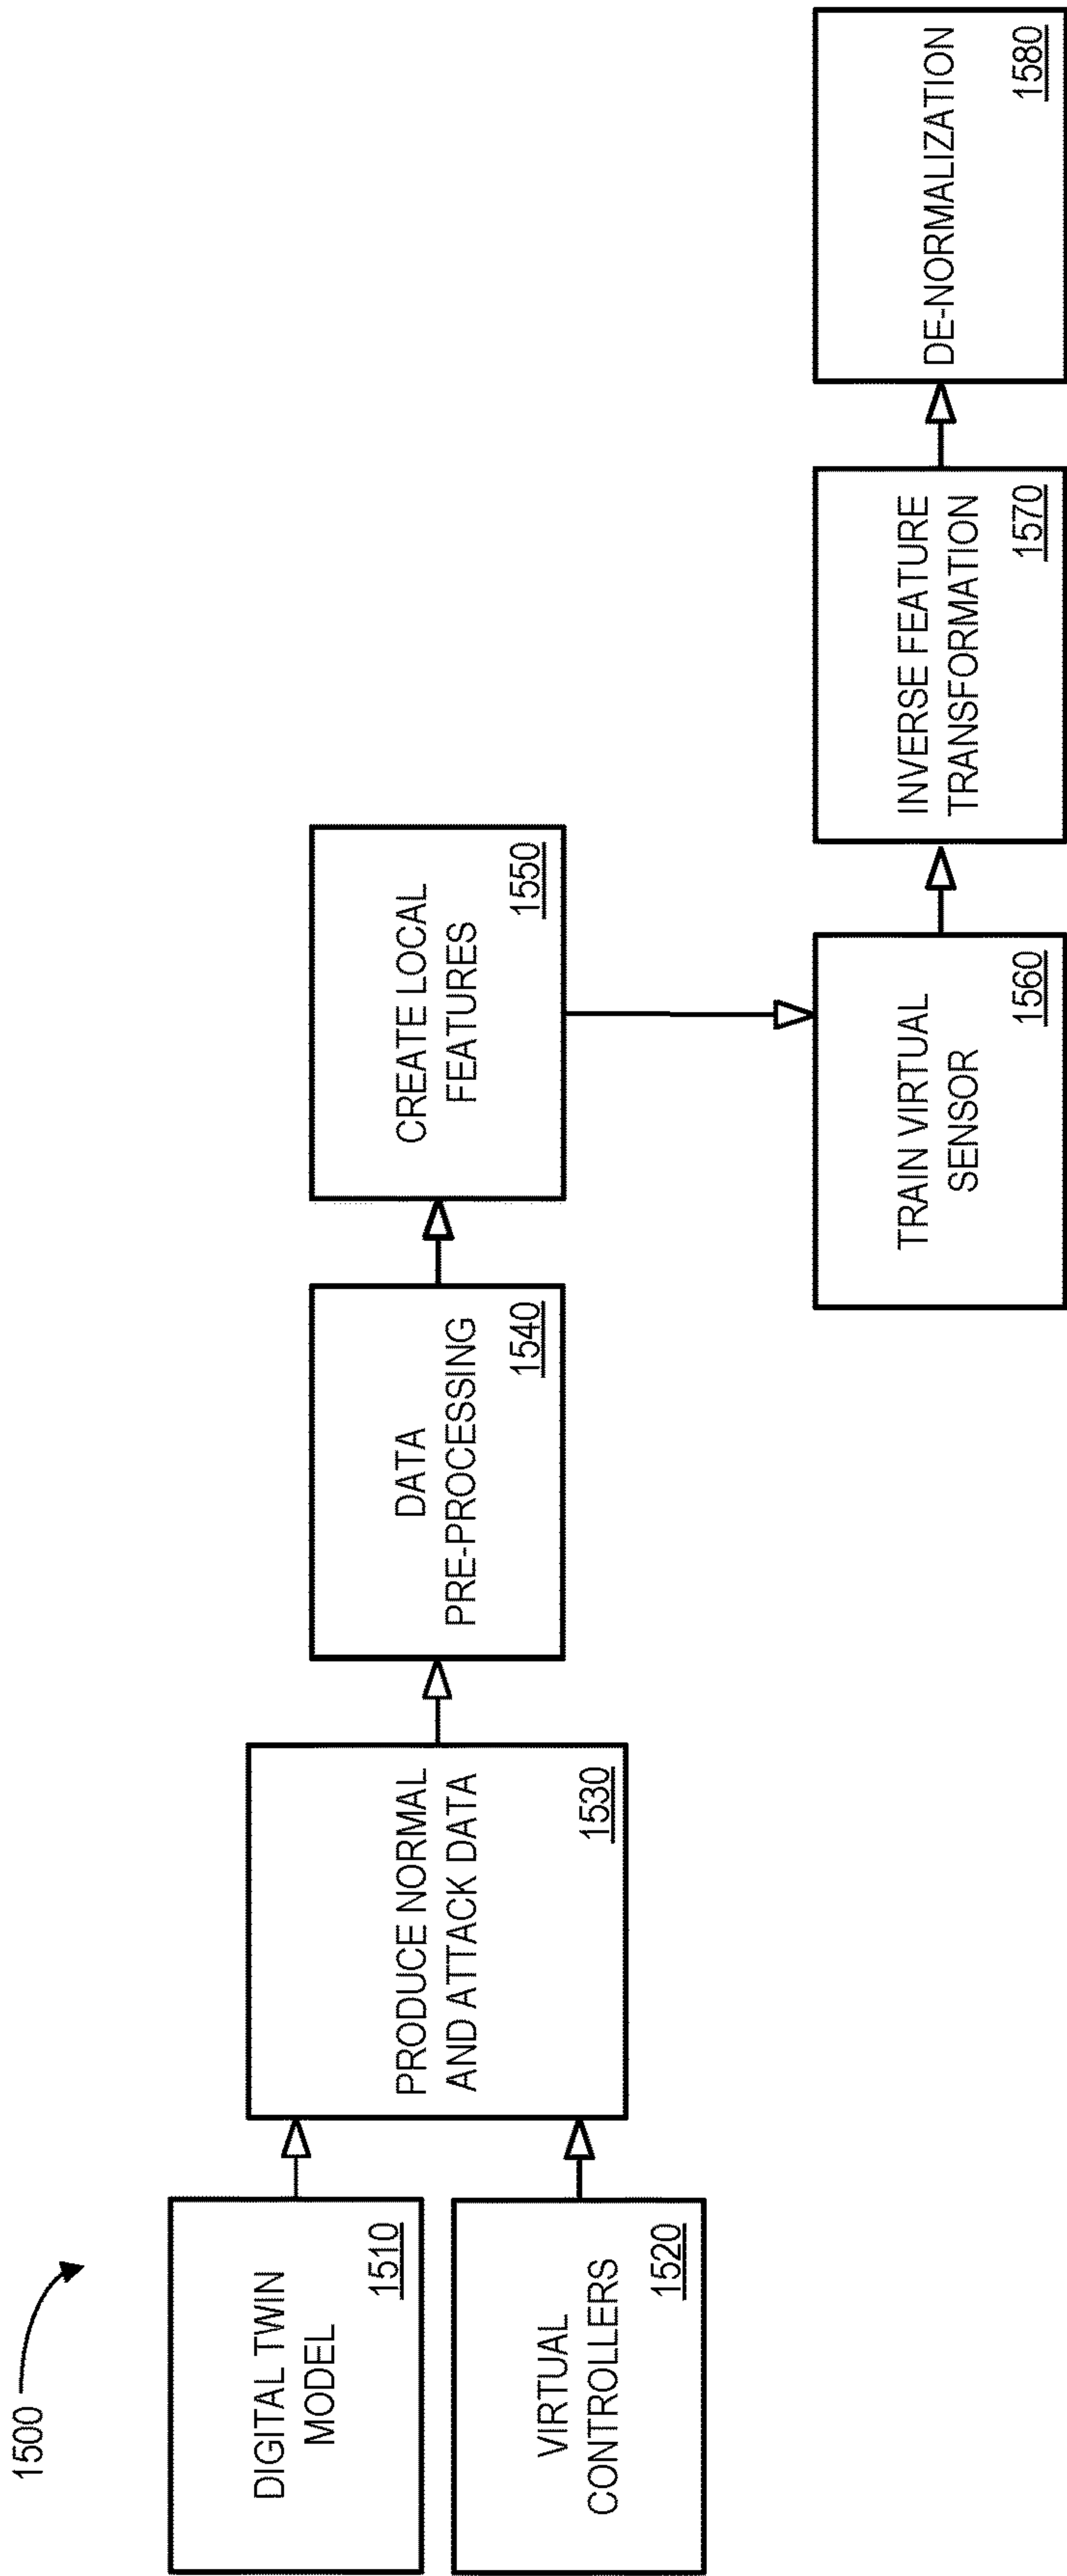 1500
DIGITAL TWIN
MODEL
1510
VIRTUAL
CONTROLLERS
1520
PRODUCE NORMAL
AND ATTACK DATA
1530
DATA
PRE-PROCESSING
1540
CREATE LOCAL
FEATURES
1550
TRAIN VIRTUAL
SENSOR
1560
INVERSE FEATURE
TRANSFORMATION
1570
DE-NORMALIZATION
1580